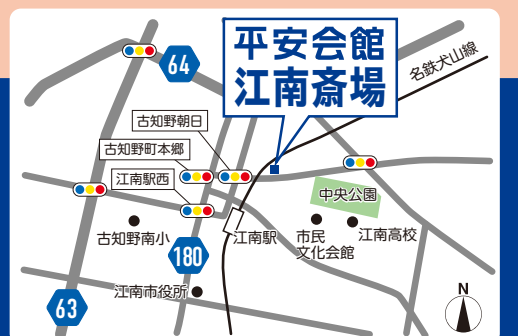 平安会館
江南斎場
名鉄犬山線
64
古知野朝日
古知野町本郷
江南駅西
中央公園
古知野南小
江南駅
市民
文化会館
江南高校
180
江南市役所
63
N